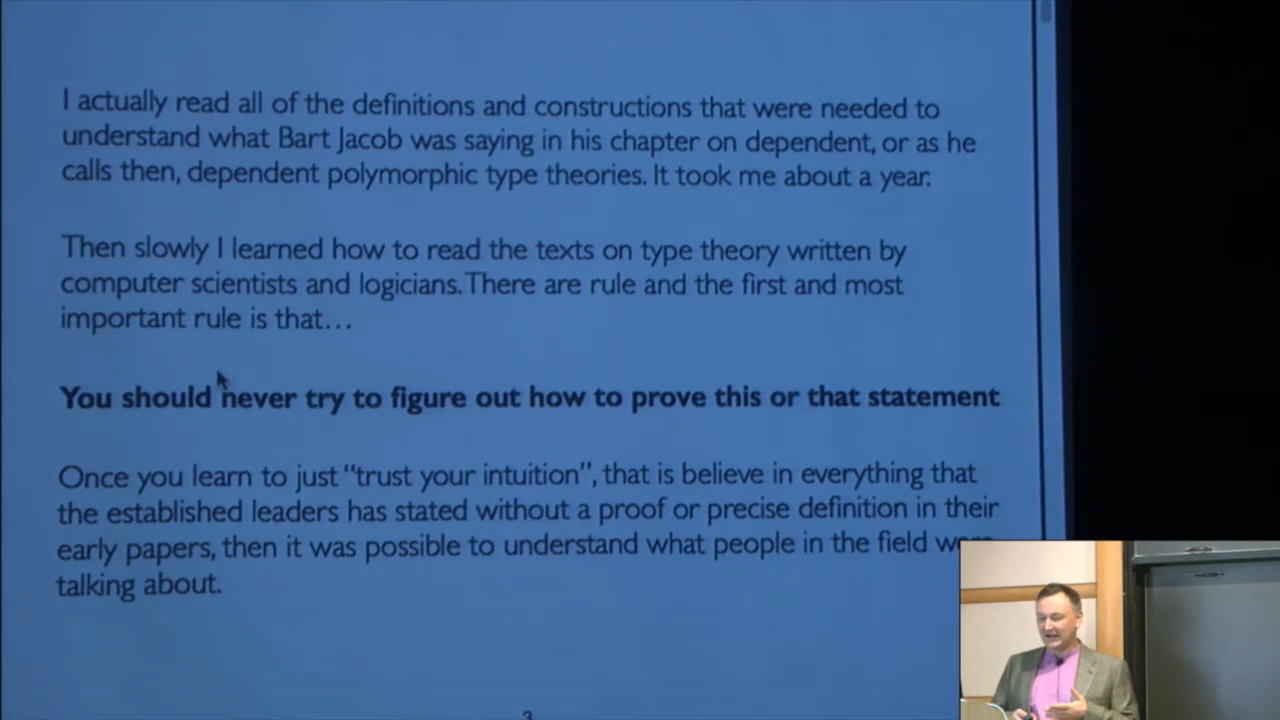 I actually read all of the definitions and constructions that were needed to
understand what Bart Jacob was saying in his chapter on dependent, or as he
calls then, dependent polymorphic type theories. It took me about a year.
Then slowly I learned how to read the texts on type theory written by
computer scientists and logicians. There are rule and the first and most
important rule is that…
You should never try to figure out how to prove this or that statement
Once you learn to just “trust your intuition”, that is believe in everything that
the established leaders has stated without a proof or precise definition in their
early papers, then it was possible to understand what people in the field
talking about.